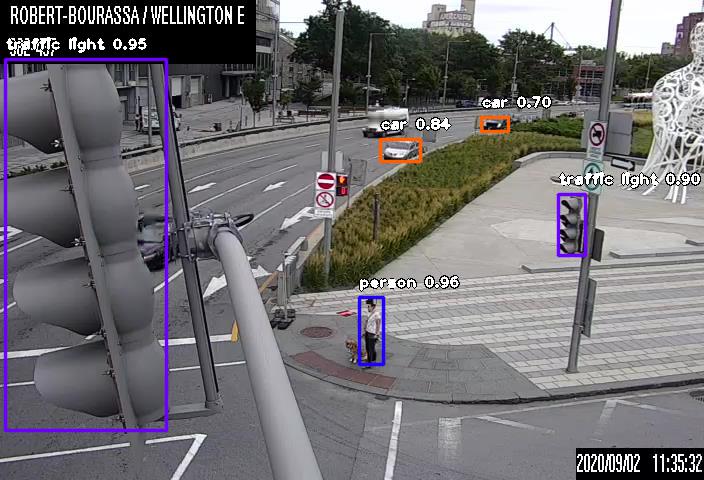 ROBERT-BOURASSA / WELLINGTON E
traffic light 0.95
car 0.70
car 0.84
traffic light 0.90
person 0.96
2020/09/02 11:35:32